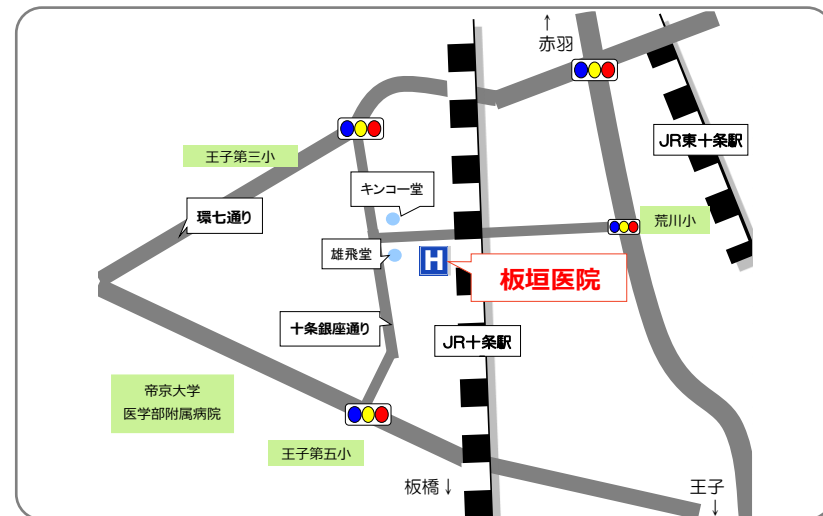 ↑
赤羽
JR東十条駅
王子第三小
キンコー堂
環七通り
荒川小
雄飛堂
H
板垣医院
十条銀座通り
JR十条駅
帝京大学
医学部附属病院
王子第五小
板橋↓
王子
↓